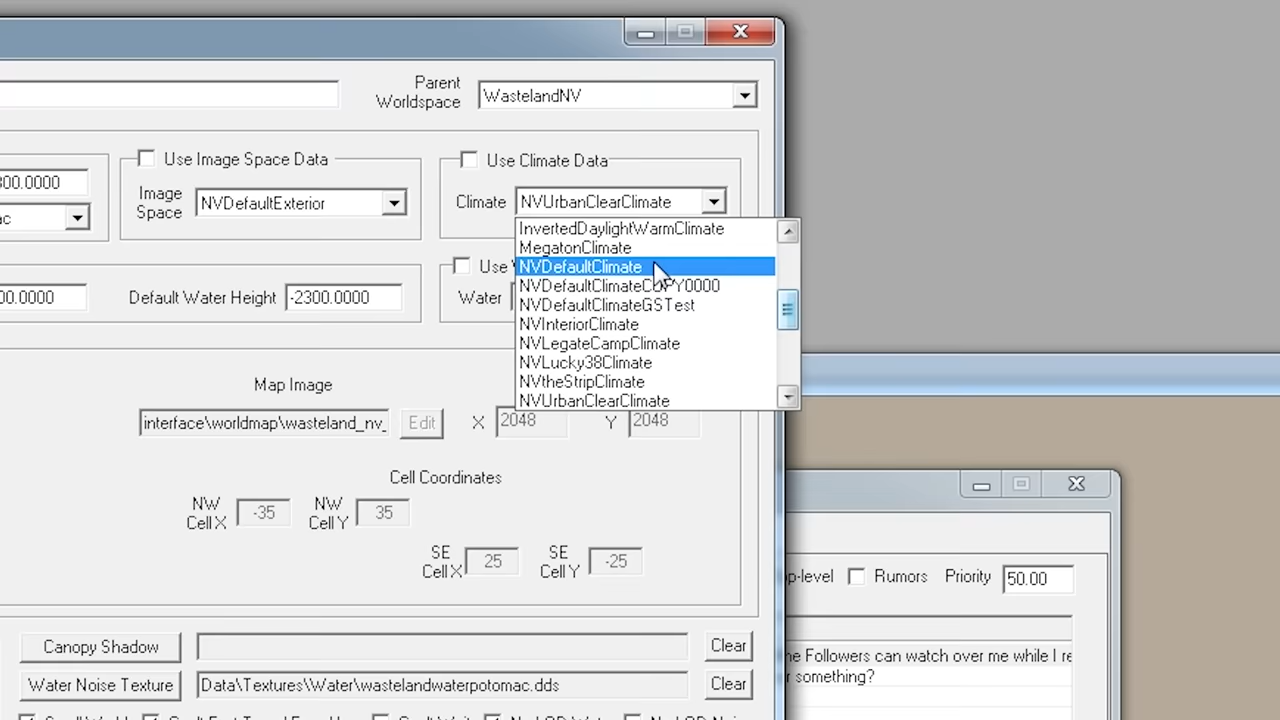 Parent
Worldspace
WastelandNV
Use Image Space Data
Use Climate Data
00.0000
Image
Space
NVDefaultExterior
Climate
NVUrbanClearClimate
InvertedDaylightWarmClimate
MegatonClimate
NVDefaultClimate
NVDefaultClimateCOPY0000
NVDefaultClimateGSTest
NVInteriorClimate
NVLegateCampClimate
NVLucky38Climate
NVtheStripClimate
NVUrbanClearClimate
Use
00.0000
Default Water Height
-2300.0000
Water
Map Image
interface\worldmap\wasteland_nv_
Edit
X
2048
Y
2048
Cell Coordinates
NW
Cell X
-35
NW
Cell Y
35
SE
Cell X
25
SE
Cell Y
-25
p-level
Rumors
Priority
50.00
Canopy Shadow
Clear
Water Noise Texture
Data\Textures\Water\wastelandwaterpotomac.dds
Clear
he Followers can watch over me while I re
r something?